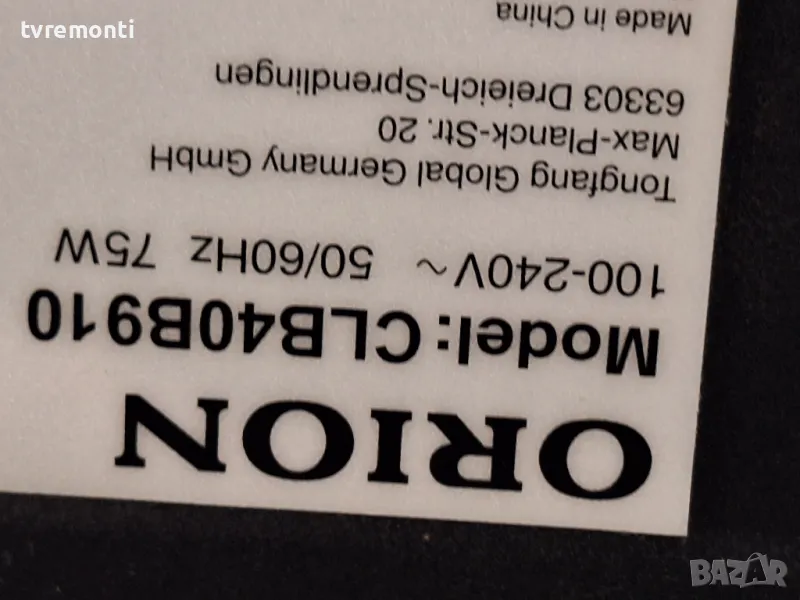 ORION
Model: CLB40B910
100-240V~ 50/60Hz 75W
Tongfang Global Germany GmbH
Max-Planck-Str. 20
63303 Dreieich-Sprendlingen
Made in China
tvremonti
BAZAR